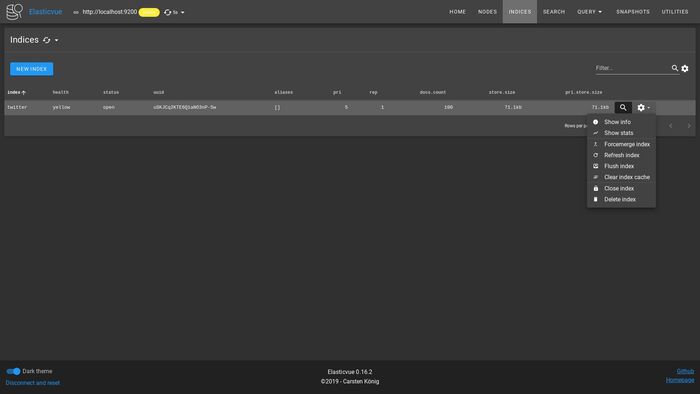 Elasticvue
http://localhost:9200
5s
HOME
NODES
INDICES
SEARCH
QUERY
SNAPSHOTS
UTILITIES
Indices
NEW INDEX
Filter...
index health status uuid aliases pri rep docs.count store.size pri.store.size
twitter yellow open [] 5 1 100 71.1kb 71.1kb
Rows per p
Show info
Show stats
Forcemerge index
Refresh index
Flush index
Clear index cache
Close index
Delete index
Dark theme
Disconnect and reset
Elasticvue 0.16.2
©2019 - Carsten König
Github
Homepage